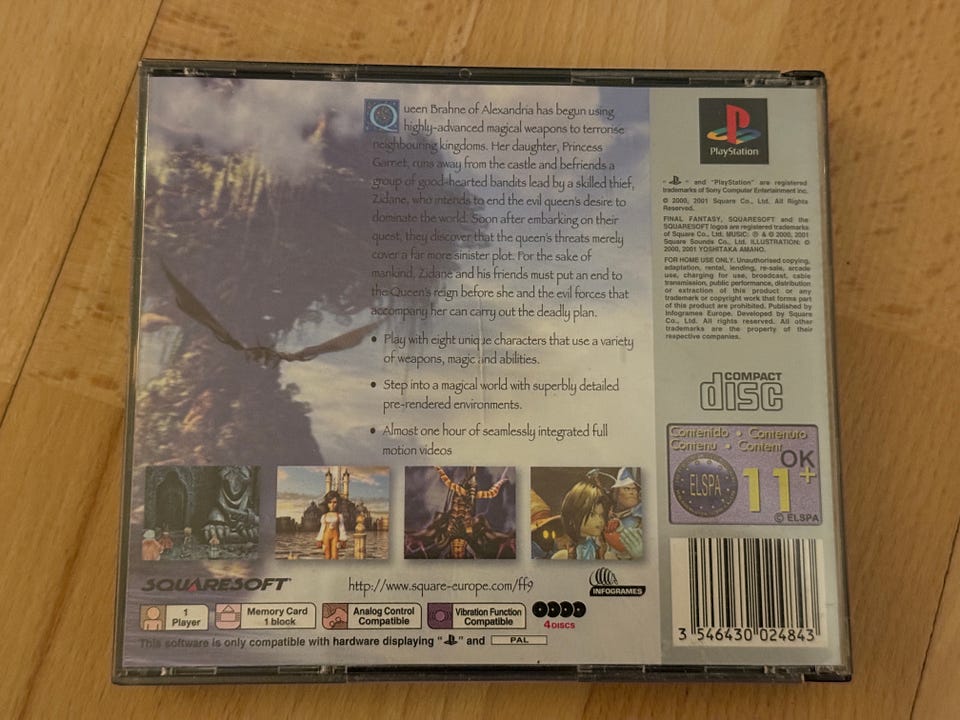 Queen Brahne of Alexandria has begun using
highly-advanced magical weapons to terrorise
neighbouring kingdoms. Her daughter, Princess
Garnet, runs away from the castle and befriends a
group of good-hearted bandits lead by a skilled thief,
Zidane, who intends to end the evil queen's desire to
dominate the world. Soon after embarking on their
quest, they discover that the queen's threats merely
cover a far more sinister plot. For the sake of
mankind, Zidane and his friends must put an end to
the Queen's reign before she and the evil forces that
accompany her can carry out the deadly plan.
• Play with eight unique characters that use a variety
of weapons, magic and abilities.
• Step into a magical world with superbly detailed
pre-rendered environments.
• Almost one hour of seamlessly integrated full
motion videos
SQUARESOFT
http://www.square-europe.com/ff9
INFOGRAMES
1
Player
Memory Card
1 block
Analog Control
Compatible
Vibration Function
Compatible
4 DISCS
This software is only compatible with hardware displaying " " and PAL
PlayStation
" " and "PlayStation" are registered
trademarks of Sony Computer Entertainment Inc.
© 2000, 2001 Square Co., Ltd. All Rights
Reserved.
FINAL FANTASY, SQUARESOFT and the
SQUARESOFT logos are registered trademarks
of Square Co., Ltd. MUSIC: ℗ & © 2000, 2001
Square Sounds Co., Ltd. ILLUSTRATION: ©
2000, 2001 YOSHITAKA AMANO.
FOR HOME USE ONLY. Unauthorised copying,
adaptation, rental, lending, re-sale, arcade
use, charging for use, broadcast, cable
transmission, public performance, distribution
or extraction of this product or any
trademark or copyright work that forms part
of this product are prohibited. Published by
Infogrames Europe. Developed by Square
Co., Ltd. All rights reserved. All other
trademarks are the property of their
respective companies.
COMPACT
disc
Contenido • Contenuto
Contenu • Content
OK
ELSPA
11+
© ELSPA
3 546430 024843